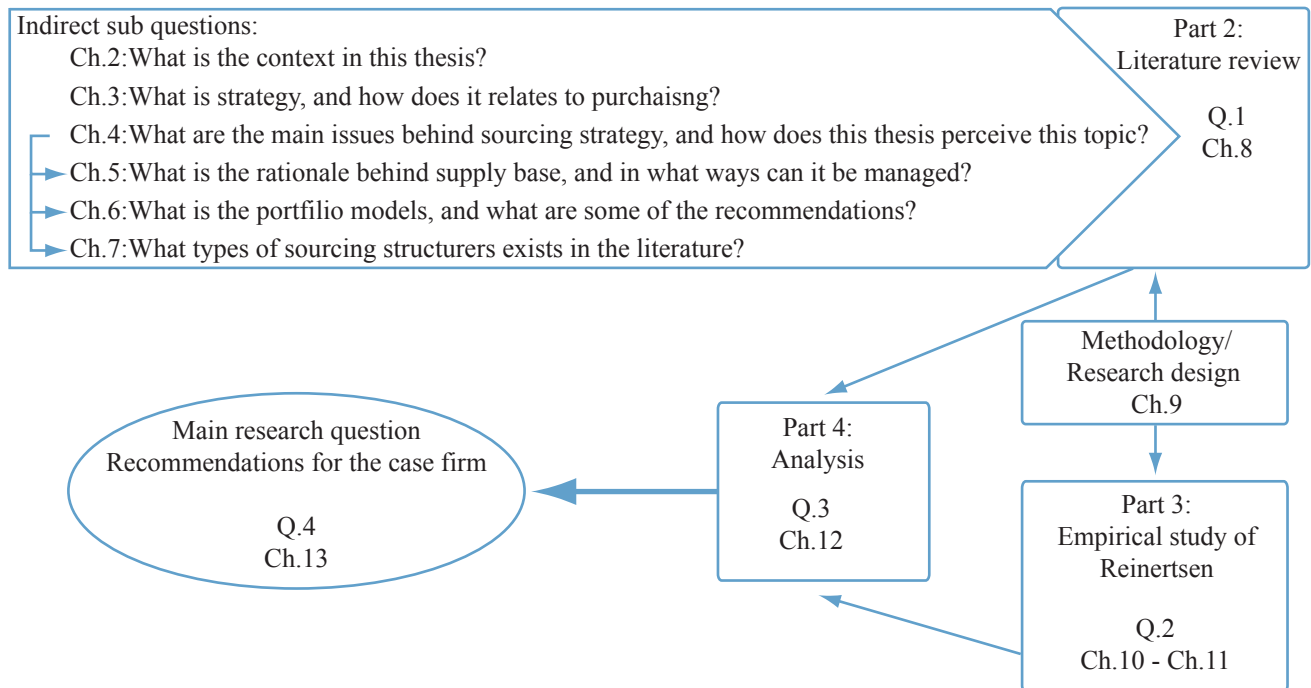 Indirect sub questions:
Ch.2:What is the context in this thesis?
Ch.3:What is strategy, and how does it relates to purchaisng?
Ch.4:What are the main issues behind sourcing strategy, and how does this thesis perceive this topic?
Ch.5:What is the rationale behind supply base, and in what ways can it be managed?
Ch.6:What is the portfilio models, and what are some of the recommendations?
Ch.7:What types of sourcing structurers exists in the literature?
Part 2:
Literature review
Q.1
Ch.8
Methodology/
Research design
Ch.9
Part 3:
Empirical study of
Reinertsen
Q.2
Ch.10 - Ch.11
Part 4:
Analysis
Q.3
Ch.12
Main research question
Recommendations for the case firm
Q.4
Ch.13